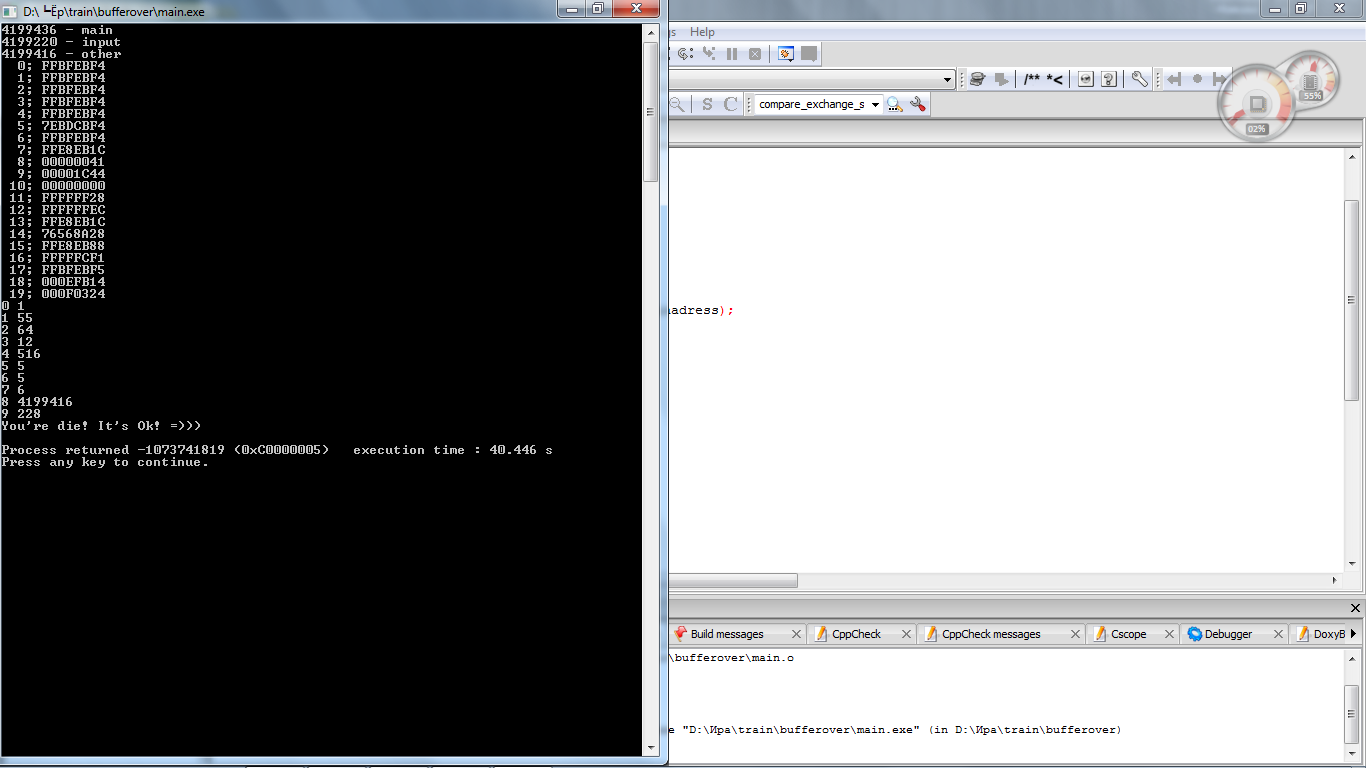 D:\ ┕Ёр\train\bufferover\main.exe
4199436 - main
4199220 - input
4199416 - other
0; FFBFEBF4
1; FFBFEBF4
2; FFBFEBF4
3; FFBFEBF4
4; FFBFEBF4
5; 7EBDCBF4
6; FFBFEBF4
7; FFE8EB1C
8; 00000041
9; 00001C44
10; 00000000
11; FFFFFF28
12; FFFFFFEC
13; FFE8EB1C
14; 76568A28
15; FFE8EB88
16; FFFFFCF1
17; FFBFEBF5
18; 000EFB14
19; 000F0324
0 1
1 55
2 64
3 12
4 516
5 5
6 5
7 6
8 4199416
9 228
You're die! It's Ok! =)))
Process returned -1073741819 (0xC0000005)   execution time : 40.446 s
Press any key to continue.
gs Help
/** *<
S C compare_exchange_s
02% 55%
adress);
Build messages CppCheck CppCheck messages Cscope Debugger DoxyB
\bufferover\main.o
e "D:\Ира\train\bufferover\main.exe" (in D:\Ира\train\bufferover)